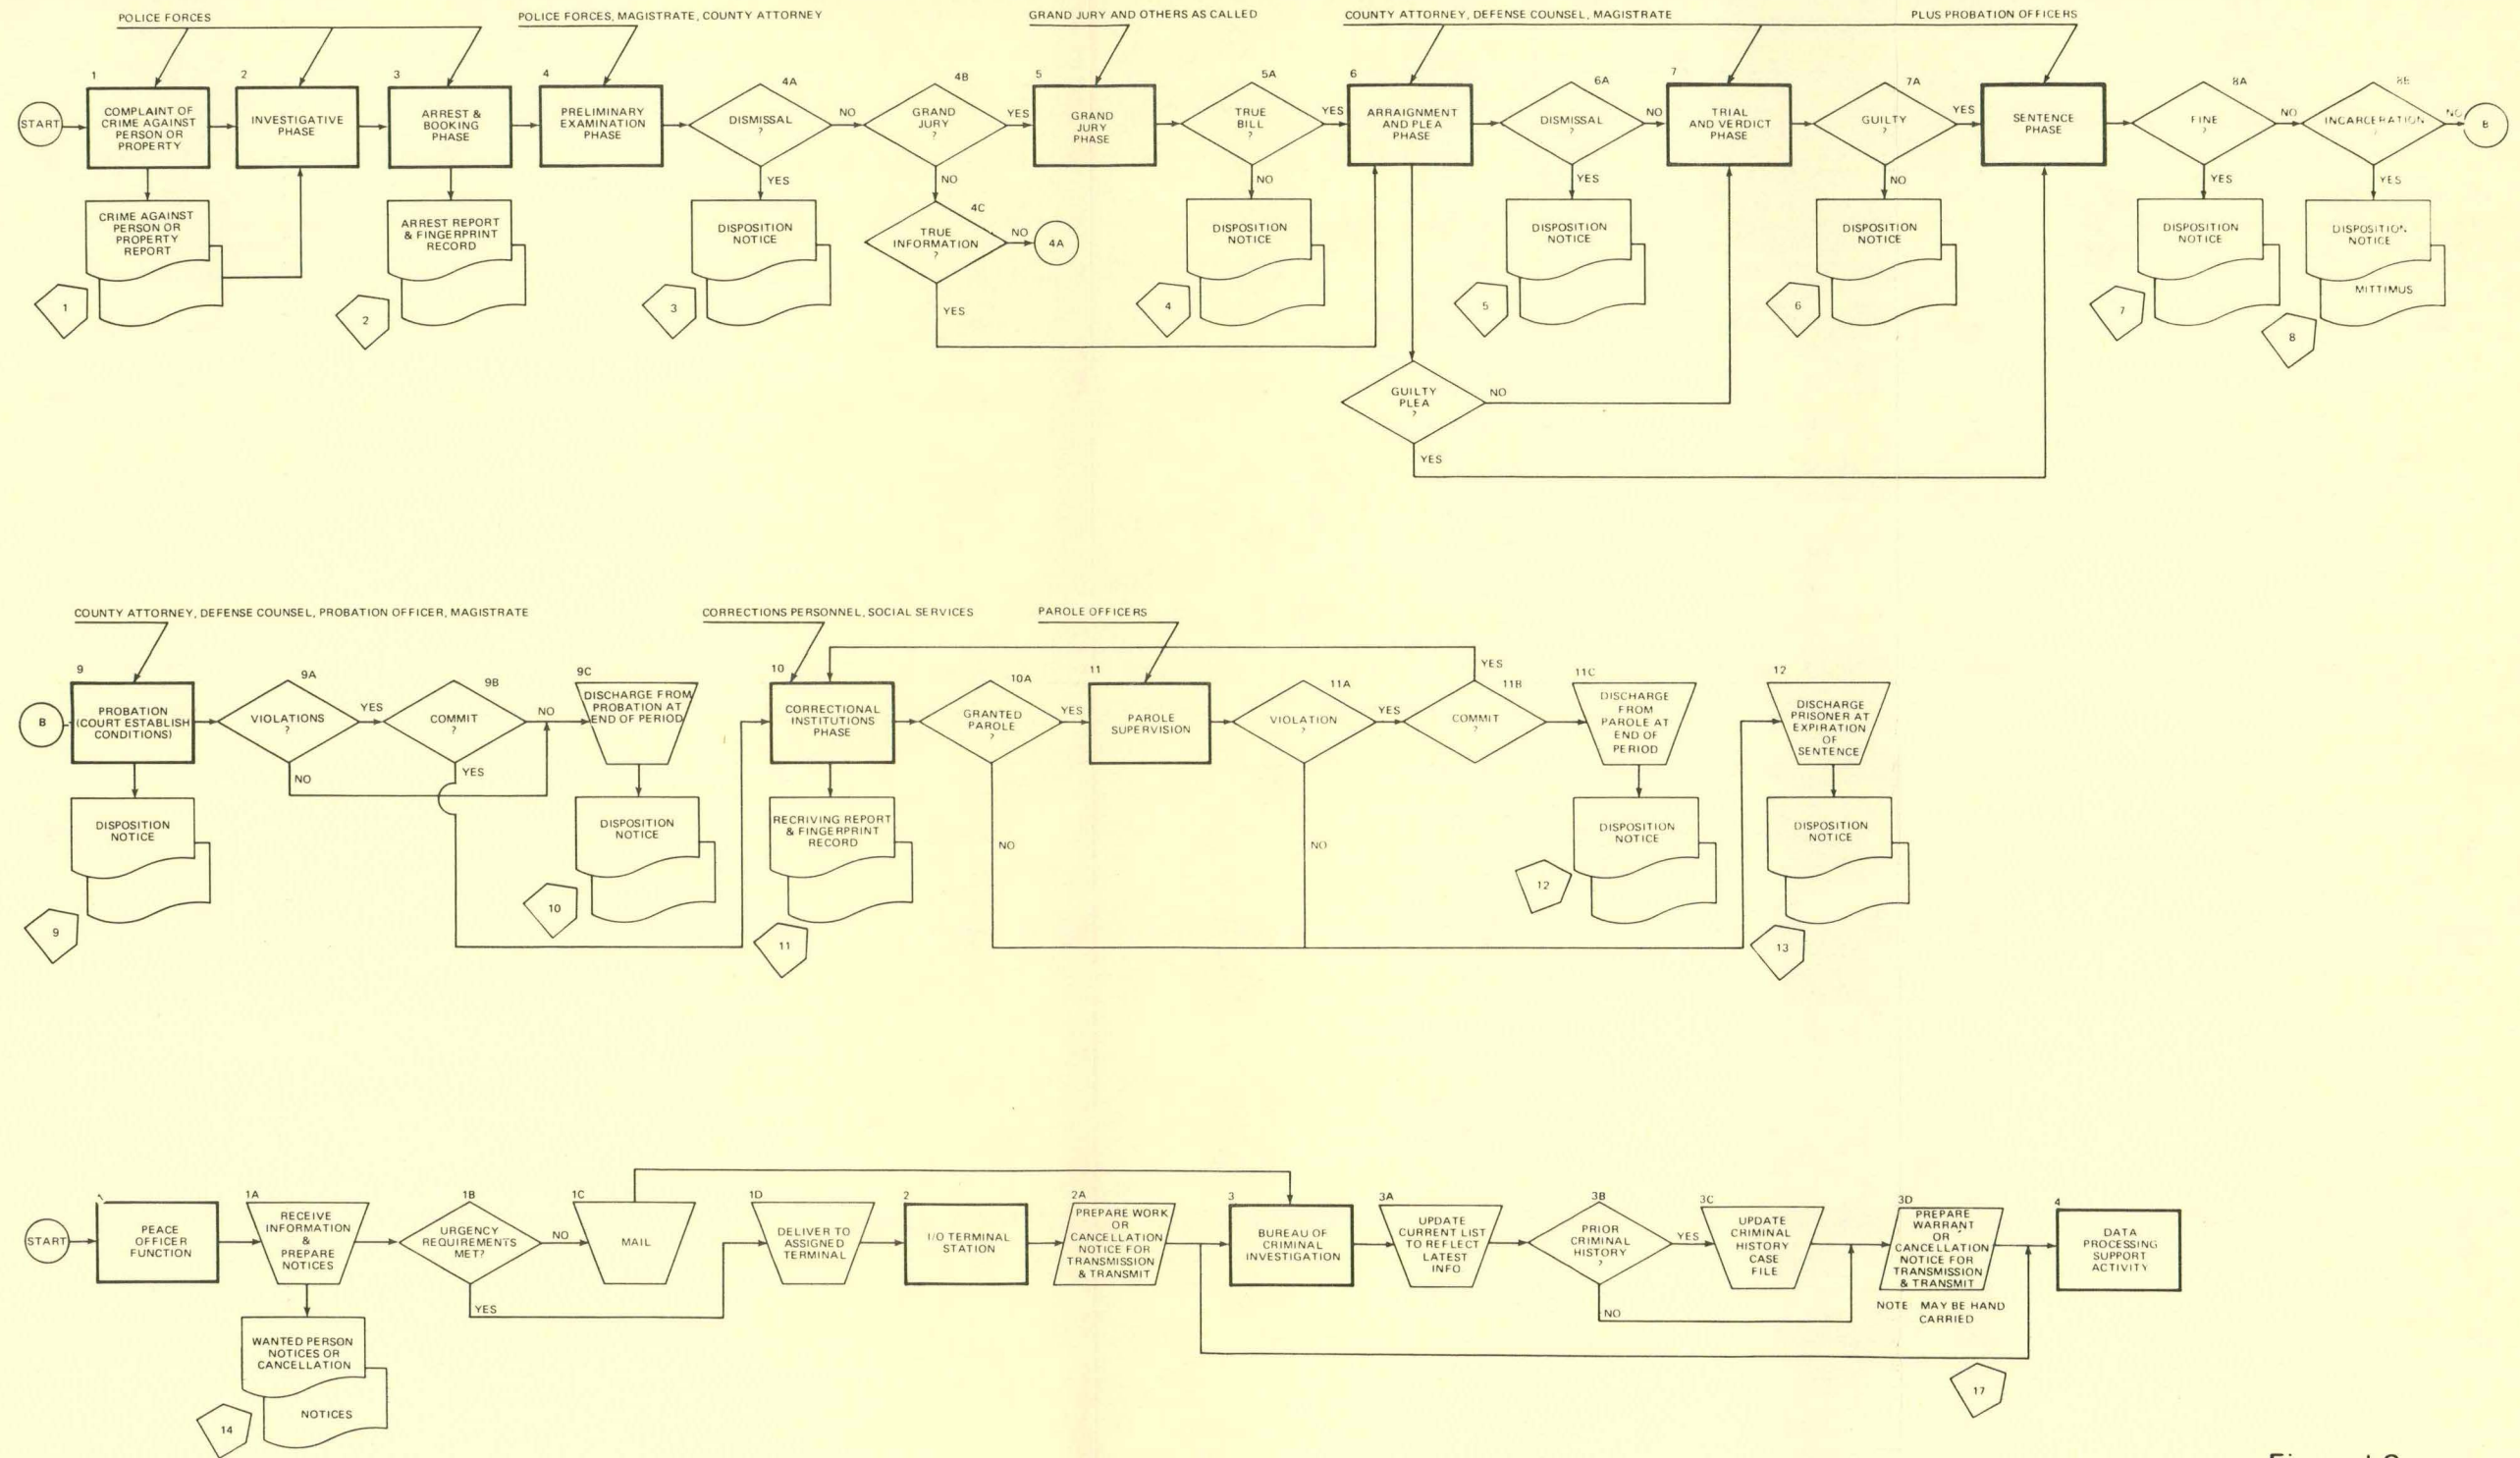 POLICE FORCES
POLICE FORCES, MAGISTRATE, COUNTY ATTORNEY
GRAND JURY AND OTHERS AS CALLED
COUNTY ATTORNEY, DEFENSE COUNSEL, MAGISTRATE
PLUS PROBATION OFFICERS
START
1
COMPLAINT OF
CRIME AGAINST
PERSON OR
PROPERTY
2
INVESTIGATIVE
PHASE
3
ARREST &
BOOKING
PHASE
4
PRELIMINARY
EXAMINATION
PHASE
4A
DISMISSAL
?
NO
YES
4B
GRAND
JURY
?
YES
NO
5
GRAND
JURY
PHASE
5A
TRUE
BILL
?
YES
NO
6
ARRAIGNMENT
AND PLEA
PHASE
6A
DISMISSAL
?
NO
YES
7
TRIAL
AND VERDICT
PHASE
7A
GUILTY
?
YES
NO
SENTENCE
PHASE
8A
FINE
?
NO
YES
8B
INCARCERATION
?
NO
YES
B
CRIME AGAINST
PERSON OR
PROPERTY
REPORT
1
ARREST REPORT
& FINGERPRINT
RECORD
2
DISPOSITION
NOTICE
3
4C
TRUE
INFORMATION
?
NO
4A
YES
DISPOSITION
NOTICE
4
DISPOSITION
NOTICE
5
DISPOSITION
NOTICE
6
DISPOSITION
NOTICE
7
DISPOSITION
NOTICE
MITTIMUS
8
GUILTY
PLEA
?
NO
YES
COUNTY ATTORNEY, DEFENSE COUNSEL, PROBATION OFFICER, MAGISTRATE
CORRECTIONS PERSONNEL, SOCIAL SERVICES
PAROLE OFFICERS
B
9
PROBATION
(COURT ESTABLISH
CONDITIONS)
9A
VIOLATIONS
?
YES
NO
9B
COMMIT
?
NO
YES
9C
DISCHARGE FROM
PROBATION AT
END OF PERIOD
10
CORRECTIONAL
INSTITUTIONS
PHASE
10A
GRANTED
PAROLE
?
YES
NO
11
PAROLE
SUPERVISION
11A
VIOLATION
?
YES
NO
11B
COMMIT
?
YES
11C
DISCHARGE
FROM
PAROLE AT
END OF
PERIOD
12
DISCHARGE
PRISONER AT
EXPIRATION
OF
SENTENCE
DISPOSITION
NOTICE
9
DISPOSITION
NOTICE
10
RECRIVING REPORT
& FINGERPRINT
RECORD
11
DISPOSITION
NOTICE
12
DISPOSITION
NOTICE
13
START
PEACE
OFFICER
FUNCTION
1A
RECEIVE
INFORMATION
&
PREPARE
NOTICES
1B
URGENCY
REQUIREMENTS
MET?
NO
YES
1C
MAIL
1D
DELIVER TO
ASSIGNED
TERMINAL
2
I/O TERMINAL
STATION
2A
PREPARE WORK
OR
CANCELLATION
NOTICE FOR
TRANSMISSION
& TRANSMIT
3
BUREAU OF
CRIMINAL
INVESTIGATION
3A
UPDATE
CURRENT LIST
TO REFLECT
LATEST
INFO
3B
PRIOR
CRIMINAL
HISTORY
?
YES
NO
3C
UPDATE
CRIMINAL
HISTORY
CASE
FILE
3D
PREPARE
WARRANT
OR
CANCELLATION
NOTICE FOR
TRANSMISSION
& TRANSMIT
NOTE MAY BE HAND
CARRIED
4
DATA
PROCESSING
SUPPORT
ACTIVITY
WANTED PERSON
NOTICES OR
CANCELLATION
NOTICES
14
17